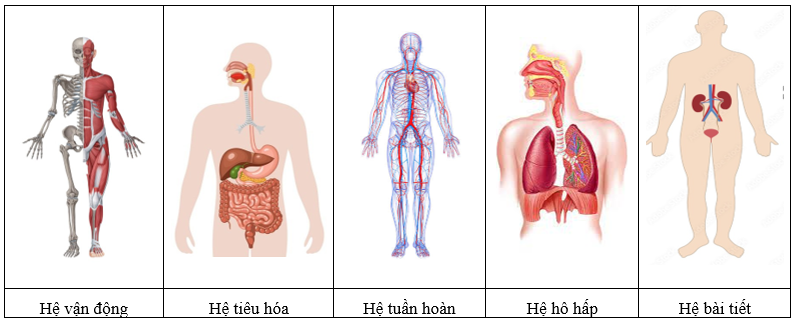 Hệ vận động
Hệ tiêu hóa
Hệ tuần hoàn
Hệ hô hấp
Hệ bài tiết